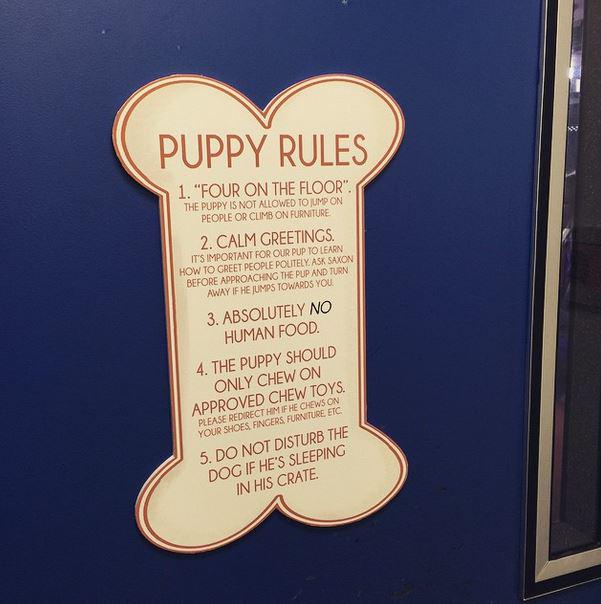 PUPPY RULES
1. "FOUR ON THE FLOOR".
THE PUPPY IS NOT ALLOWED TO JUMP ON
PEOPLE OR CLIMB ON FURNITURE.
2. CALM GREETINGS.
IT'S IMPORTANT FOR OUR PUP TO LEARN
HOW TO GREET PEOPLE POLITELY. ASK SAXON
BEFORE APPROACHING THE PUP AND TURN
AWAY IF HE JUMPS TOWARDS YOU.
3. ABSOLUTELY NO
HUMAN FOOD.
4. THE PUPPY SHOULD
ONLY CHEW ON
APPROVED CHEW TOYS.
PLEASE REDIRECT HIM IF HE CHEWS ON
YOUR SHOES, FINGERS, FURNITURE, ETC.
5. DO NOT DISTURB THE
DOG IF HE'S SLEEPING
IN HIS CRATE.